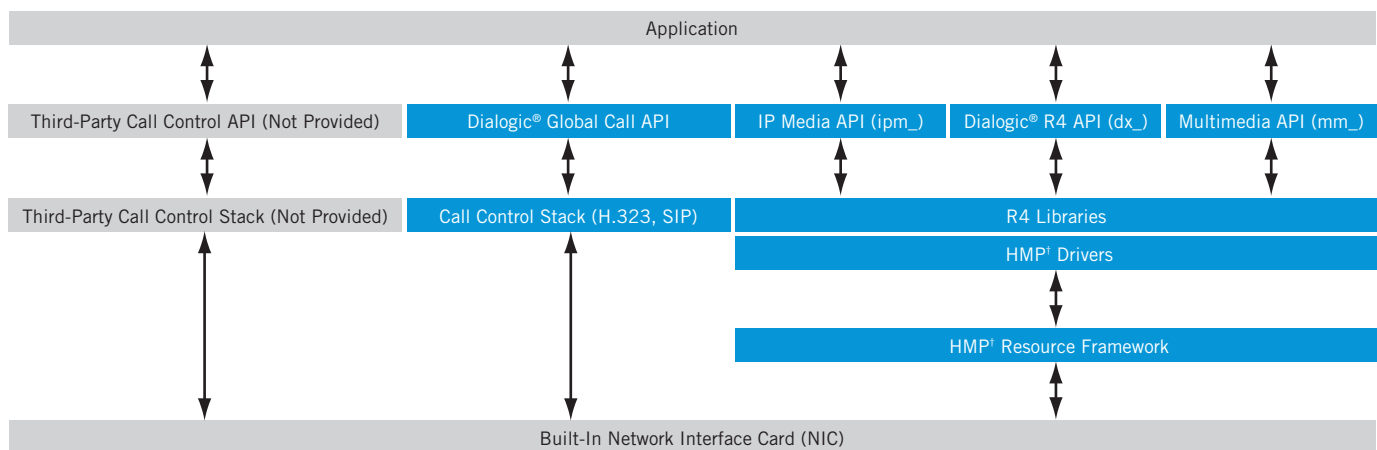 Application
Third-Party Call Control API (Not Provided)
Dialogic® Global Call API
IP Media API (ipm_)
Dialogic® R4 API (dx_)
Multimedia API (mm_)
Third-Party Call Control Stack (Not Provided)
Call Control Stack (H.323, SIP)
R4 Libraries
HMP† Drivers
HMP† Resource Framework
Built-In Network Interface Card (NIC)